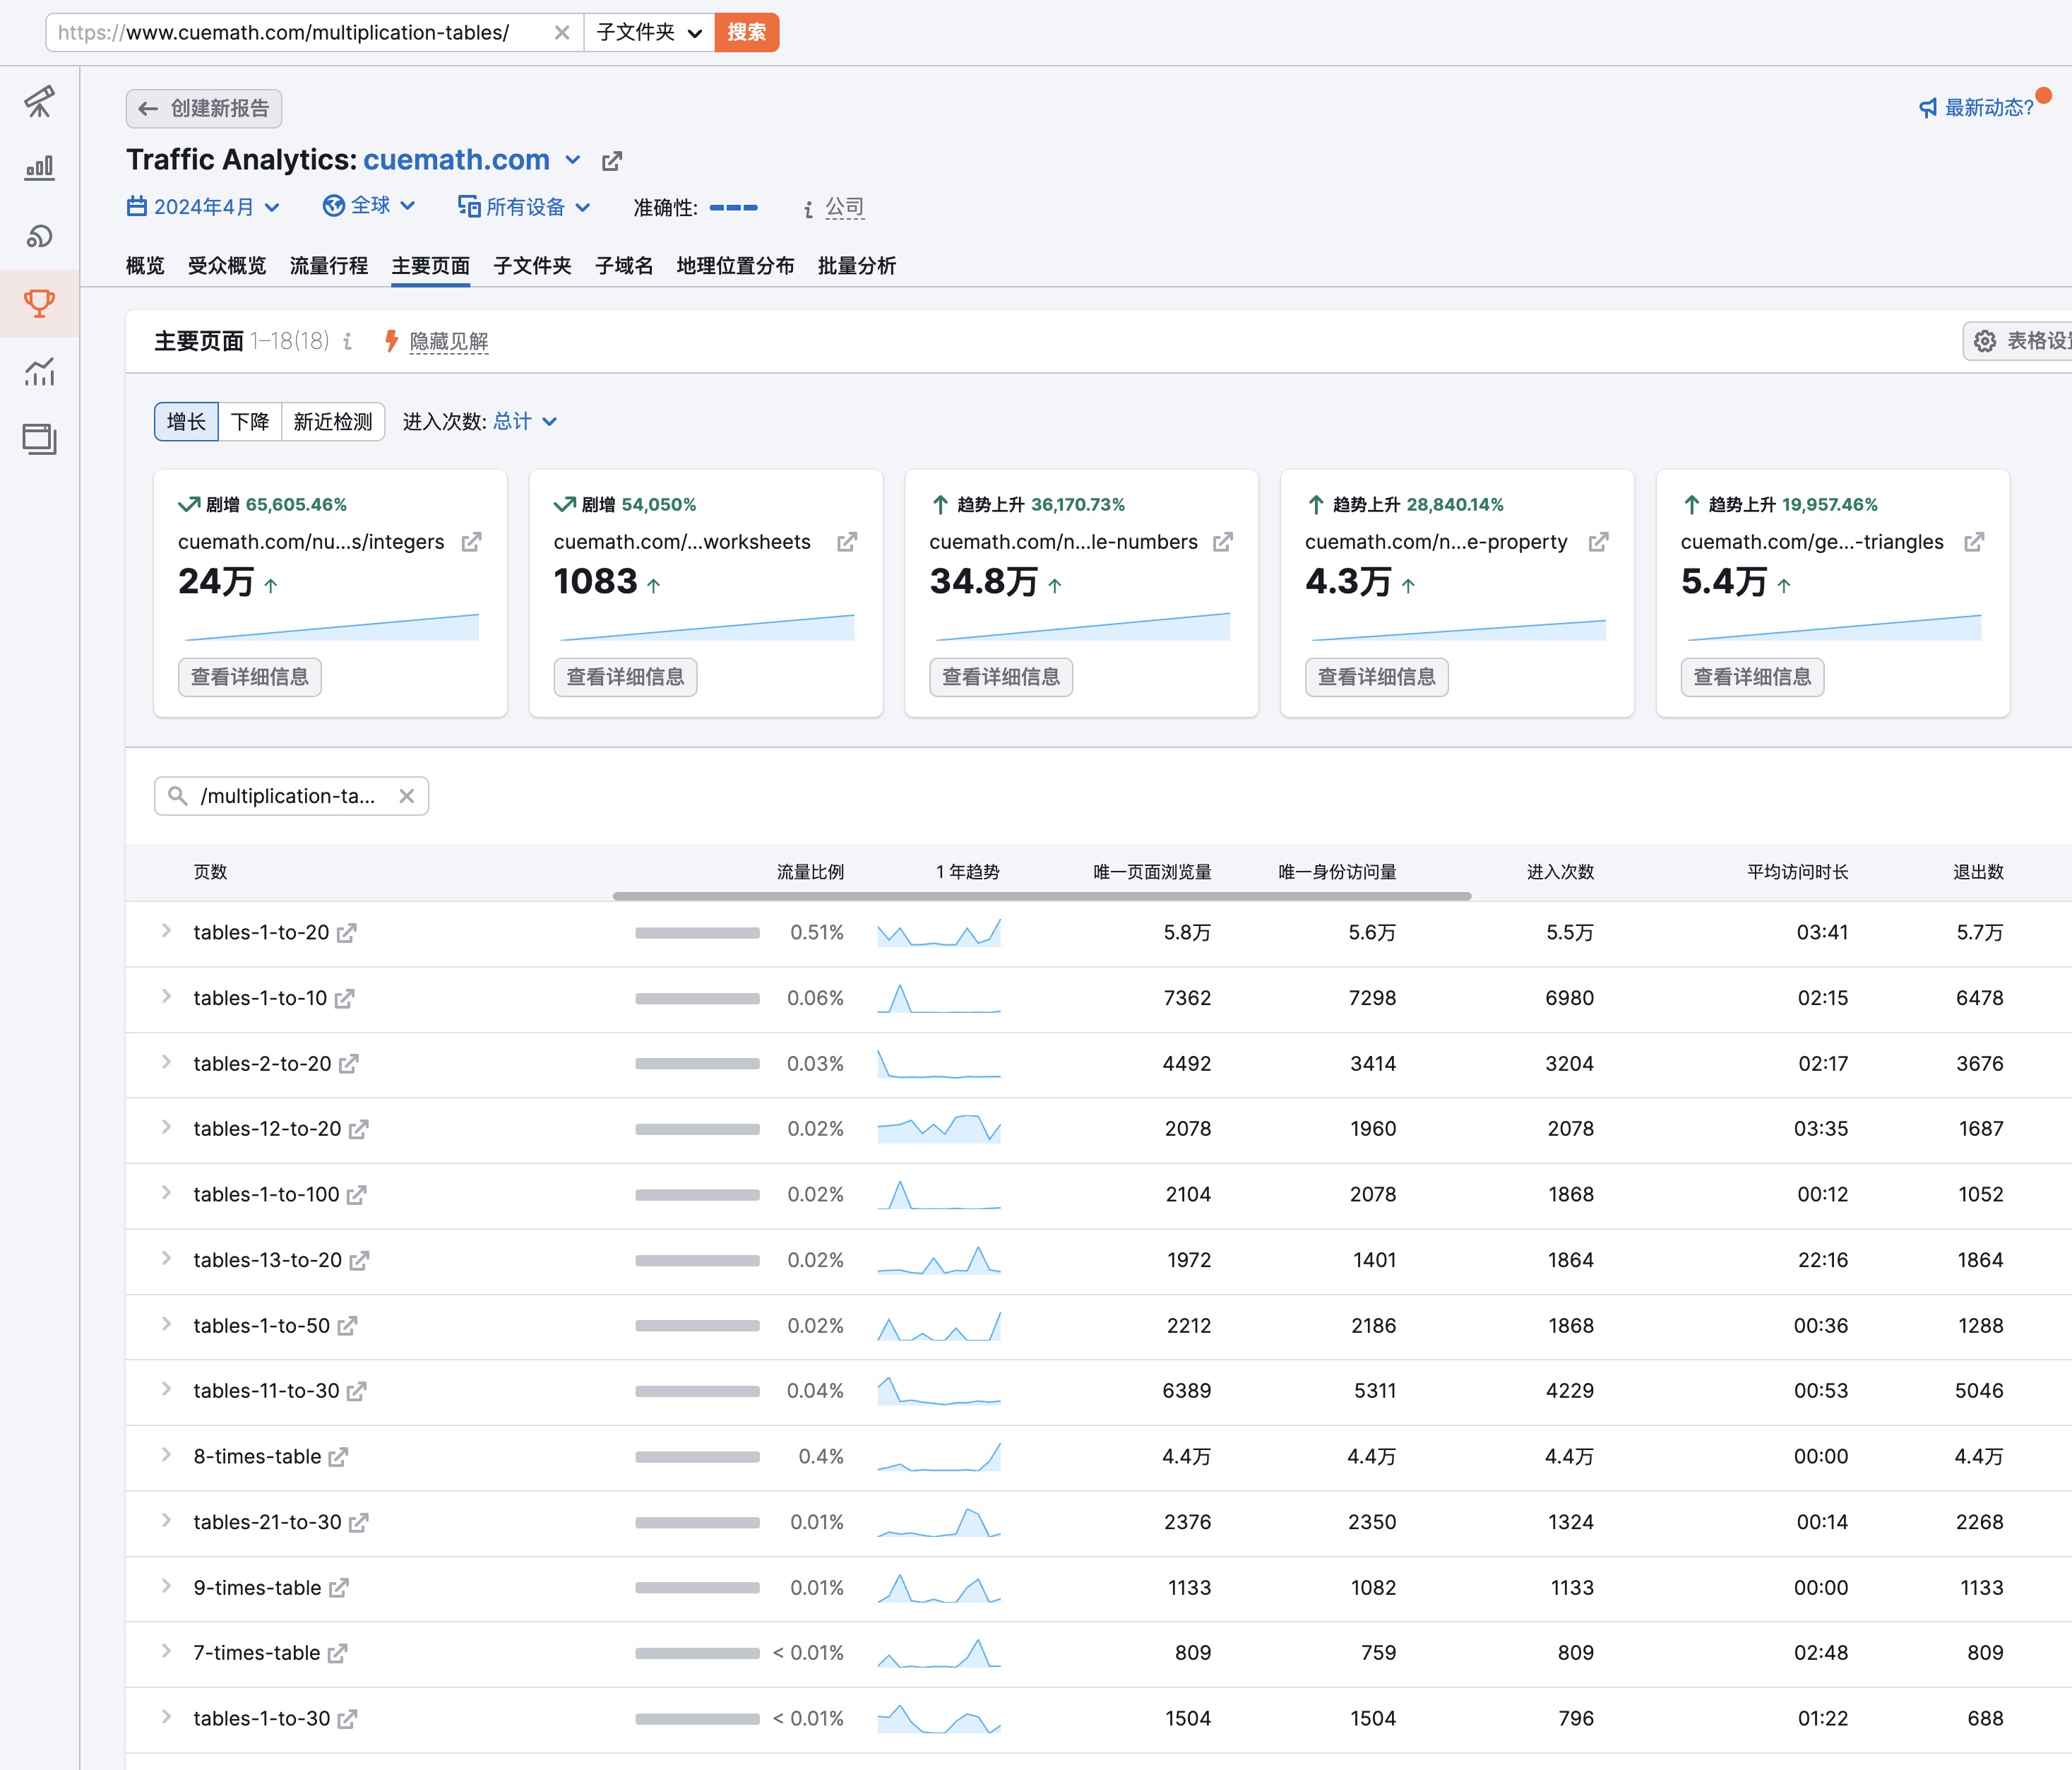 https://www.cuemath.com/multiplication-tables/ 子文件夹 搜索
创建新报告 最新动态?
Traffic Analytics: cuemath.com
2024年4月 全球 所有设备 准确性: 公司
概览 受众概览 流量行程 主要页面 子文件夹 子域名 地理位置分布 批量分析
主要页面 1–18(18) 隐藏见解 表格设置
增长 下降 新近检测 进入次数: 总计
剧增 65,605.46% 剧增 54,050% 趋势上升 36,170.73% 趋势上升 28,840.14% 趋势上升 19,957.46%
cuemath.com/nu...s/integers cuemath.com/...worksheets cuemath.com/n...le-numbers cuemath.com/n...e-property cuemath.com/ge...-triangles
24万 1083 34.8万 4.3万 5.4万
查看详细信息 查看详细信息 查看详细信息 查看详细信息 查看详细信息
/multiplication-ta...
页数 流量比例 1 年趋势 唯一页面浏览量 唯一身份访问量 进入次数 平均访问时长 退出数
tables-1-to-20 0.51% 5.8万 5.6万 5.5万 03:41 5.7万
tables-1-to-10 0.06% 7362 7298 6980 02:15 6478
tables-2-to-20 0.03% 4492 3414 3204 02:17 3676
tables-12-to-20 0.02% 2078 1960 2078 03:35 1687
tables-1-to-100 0.02% 2104 2078 1868 00:12 1052
tables-13-to-20 0.02% 1972 1401 1864 22:16 1864
tables-1-to-50 0.02% 2212 2186 1868 00:36 1288
tables-11-to-30 0.04% 6389 5311 4229 00:53 5046
8-times-table 0.4% 4.4万 4.4万 4.4万 00:00 4.4万
tables-21-to-30 0.01% 2376 2350 1324 00:14 2268
9-times-table 0.01% 1133 1082 1133 00:00 1133
7-times-table < 0.01% 809 759 809 02:48 809
tables-1-to-30 < 0.01% 1504 1504 796 01:22 688